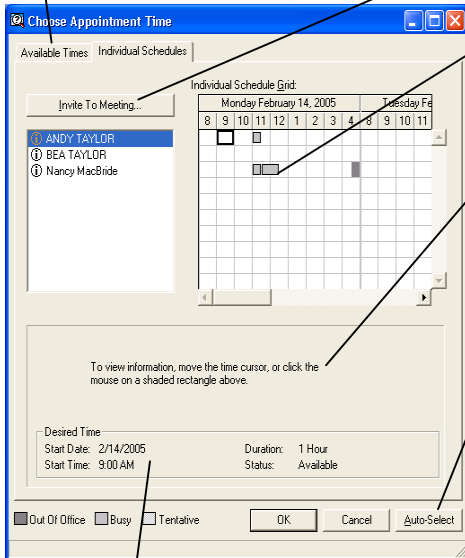 Choose Appointment Time
Available Times Individual Schedules
Individual Schedule Grid:
Invite To Meeting...
Monday February 14, 2005 Tuesday Fe
8 9 10 11 12 1 2 3 4 8 9 10 11
ANDY TAYLOR
BEA TAYLOR
Nancy MacBride
To view information, move the time cursor, or click the
mouse on a shaded rectangle above.
Desired Time
Start Date: 2/14/2005 Duration: 1 Hour
Start Time: 9:00 AM Status: Available
Out Of Office Busy Tentative OK Cancel Auto-Select